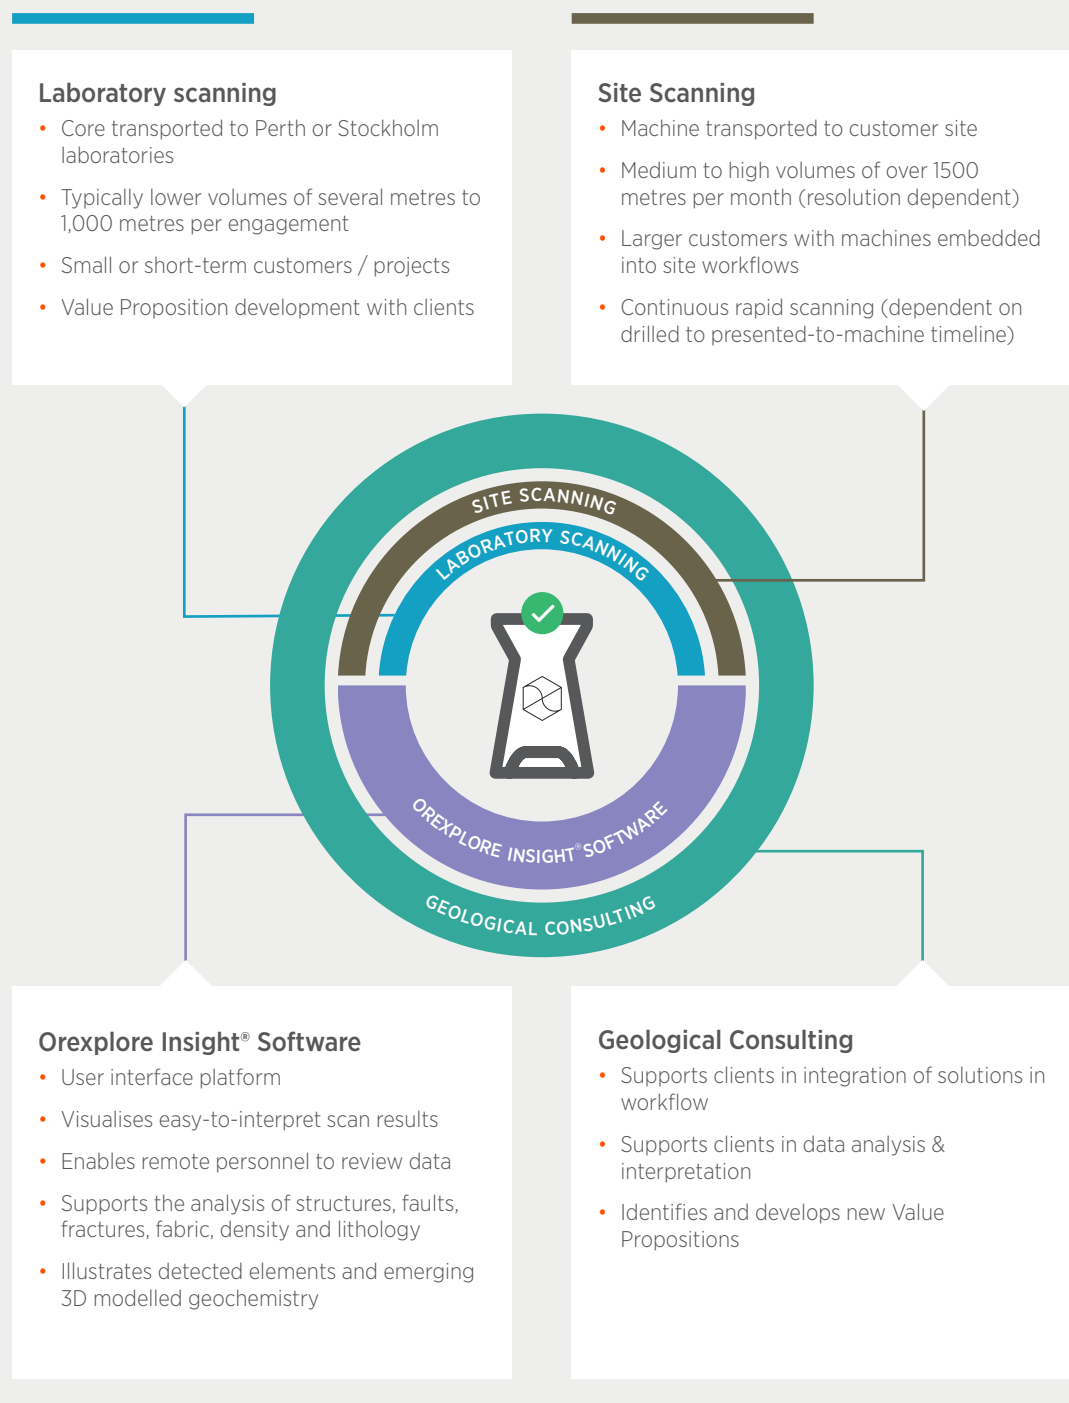 Laboratory scanning
• Core transported to Perth or Stockholm
laboratories
• Typically lower volumes of several metres to
1,000 metres per engagement
• Small or short-term customers / projects
• Value Proposition development with clients
Site Scanning
• Machine transported to customer site
• Medium to high volumes of over 1500
metres per month (resolution dependent)
• Larger customers with machines embedded
into site workflows
• Continuous rapid scanning (dependent on
drilled to presented-to-machine timeline)
SITE SCANNING
LABORATORY SCANNING
OREXPLORE INSIGHT® SOFTWARE
GEOLOGICAL CONSULTING
Orexplore Insight® Software
• User interface platform
• Visualises easy-to-interpret scan results
• Enables remote personnel to review data
• Supports the analysis of structures, faults,
fractures, fabric, density and lithology
• Illustrates detected elements and emerging
3D modelled geochemistry
Geological Consulting
• Supports clients in integration of solutions in
workflow
• Supports clients in data analysis &
interpretation
• Identifies and develops new Value
Propositions